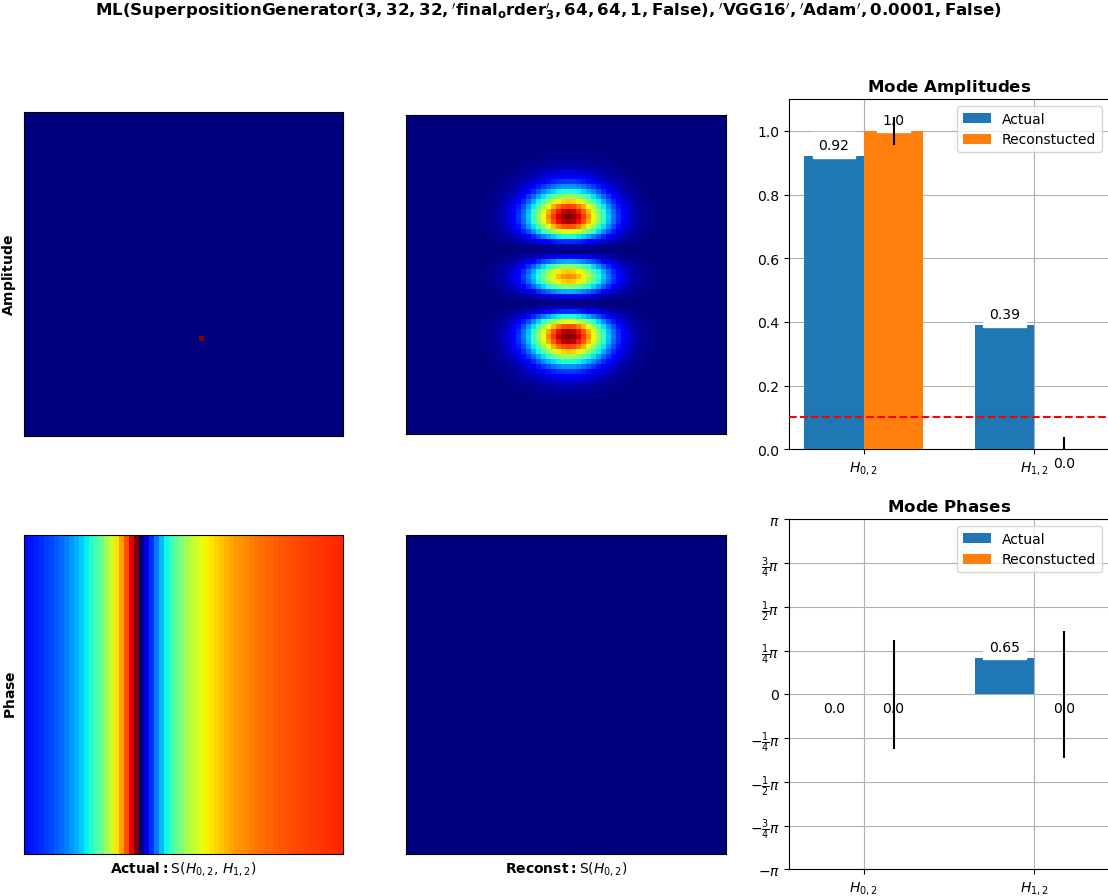 ML(SuperpositionGenerator(3, 32, 32, ′final_order′_3, 64, 64, 1, False), ′VGG16′, ′Adam′, 0.0001, False)
Mode Amplitudes
Actual
Reconstucted
0.92
1.0
0.39
0.0
1.0
0.8
0.6
0.4
0.2
0.0
H0, 2
H1, 2
Amplitude
Mode Phases
Actual
Reconstucted
π
3/4π
1/2π
1/4π
0
−1/4π
−1/2π
−3/4π
−π
0.0
0.0
0.65
0.0
H0, 2
H1, 2
Phase
Actual: S(H0, 2, H1, 2)
Reconst: S(H0, 2)